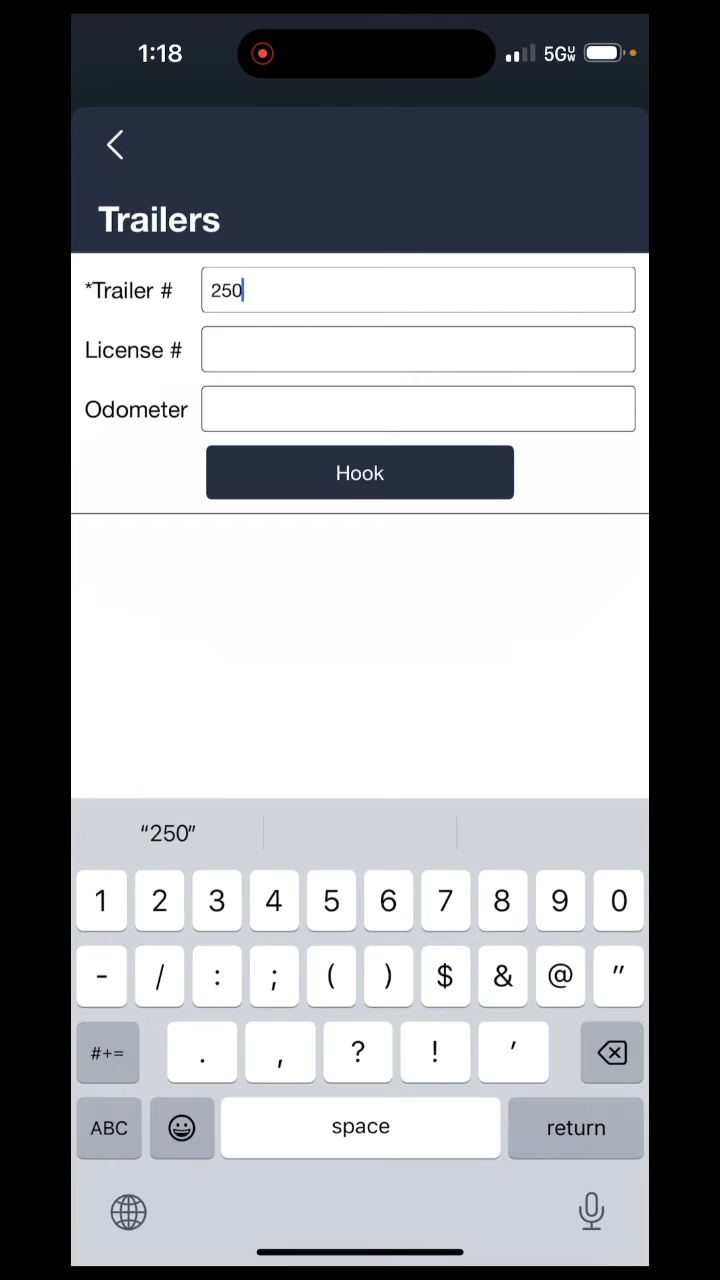 1:18 5GUW
Trailers
*Trailer # 250
License #
Odometer
Hook
“250”
1 2 3 4 5 6 7 8 9 0
- / : ; ( ) $ & @ "
#+= . , ? ! ’
ABC space return